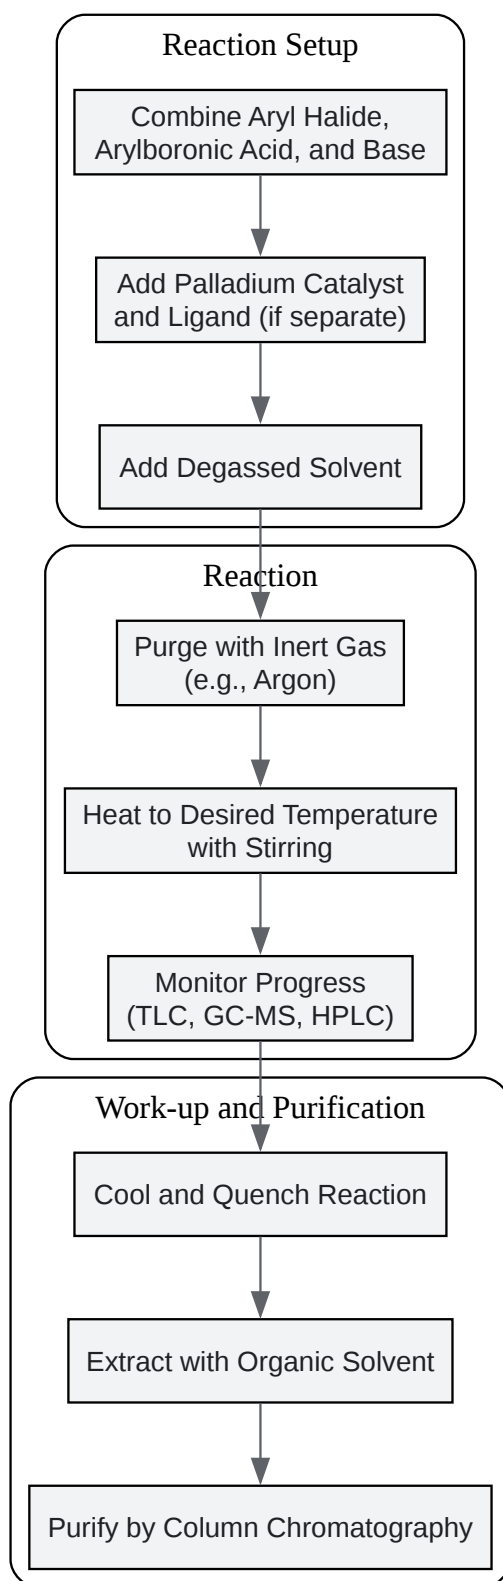 Reaction Setup
Combine Aryl Halide,
Arylboronic Acid, and Base
Add Palladium Catalyst
and Ligand (if separate)
Add Degassed Solvent
Reaction
Purge with Inert Gas
(e.g., Argon)
Heat to Desired Temperature
with Stirring
Monitor Progress
(TLC, GC-MS, HPLC)
Work-up and Purification
Cool and Quench Reaction
Extract with Organic Solvent
Purify by Column Chromatography